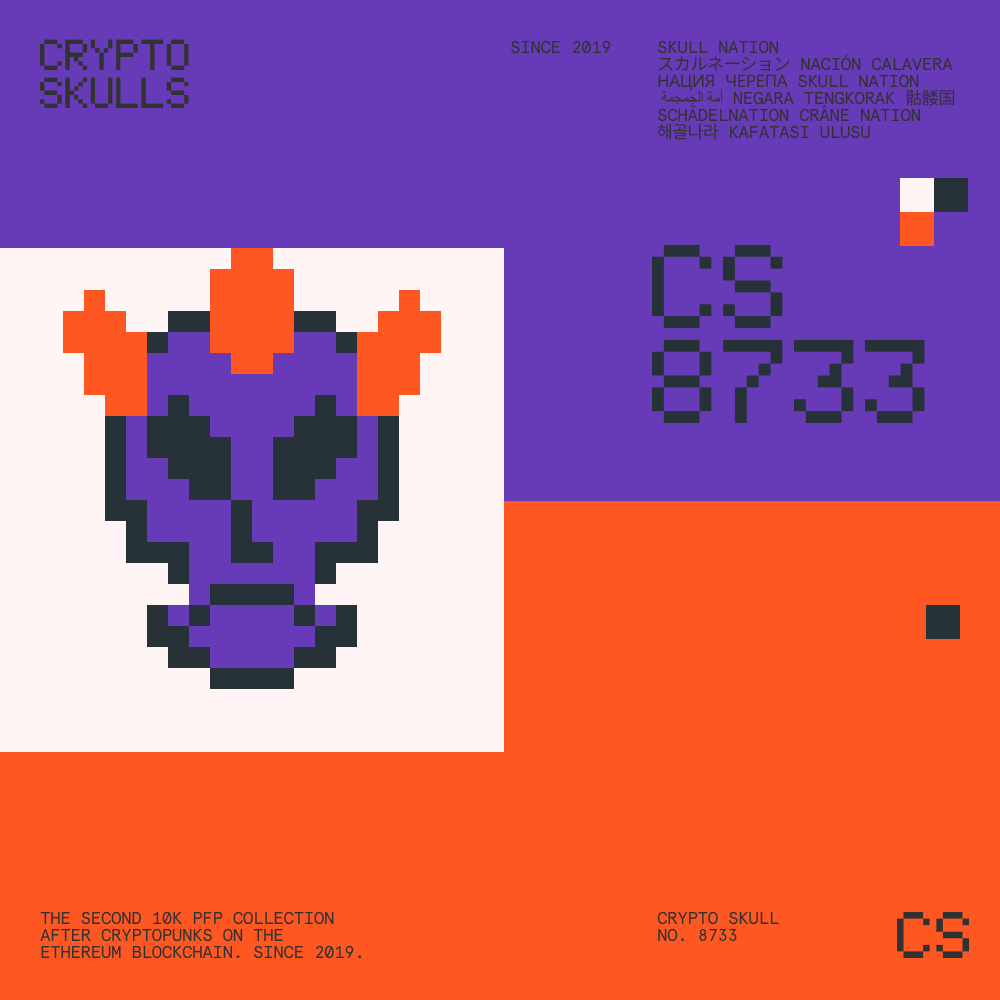 CRYPTO
SKULLS
SINCE 2019
SKULL NATION
スカルネーション NACIÓN CALAVERA
НАЦИЯ ЧЕРЕПА SKULL NATION
أمة الجمجمة NEGARA TENGKORAK 骷髅国
SCHÄDELNATION CRÂNE NATION
해골나라 KAFATASI ULUSU
CS
8733
THE SECOND 10K PFP COLLECTION
AFTER CRYPTOPUNKS ON THE
ETHEREUM BLOCKCHAIN. SINCE 2019.
CRYPTO SKULL
NO. 8733
CS